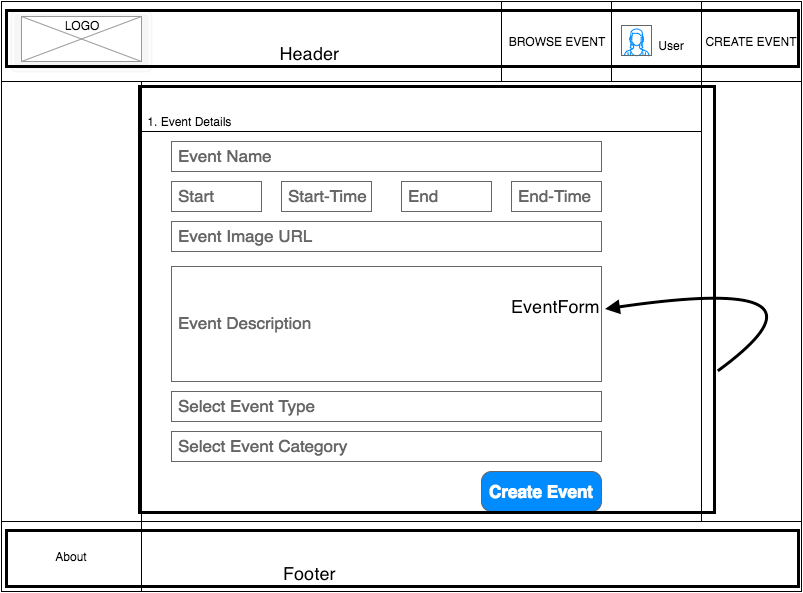 LOGO
Header
BROWSE EVENT
User
CREATE EVENT
1. Event Details
Event Name
Start
Start-Time
End
End-Time
Event Image URL
EventForm
Event Description
Select Event Type
Select Event Category
Create Event
About
Footer